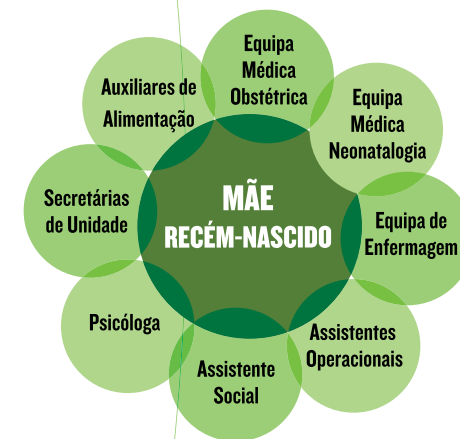 Equipa
Médica
Obstétrica
Equipa
Médica
Neonatalogia
Equipa de
Enfermagem
Assistentes
Operacionais
Assistente
Social
Psicóloga
Secretárias
de Unidade
Auxiliares de
Alimentação
MÃE
RECÉM-NASCIDO